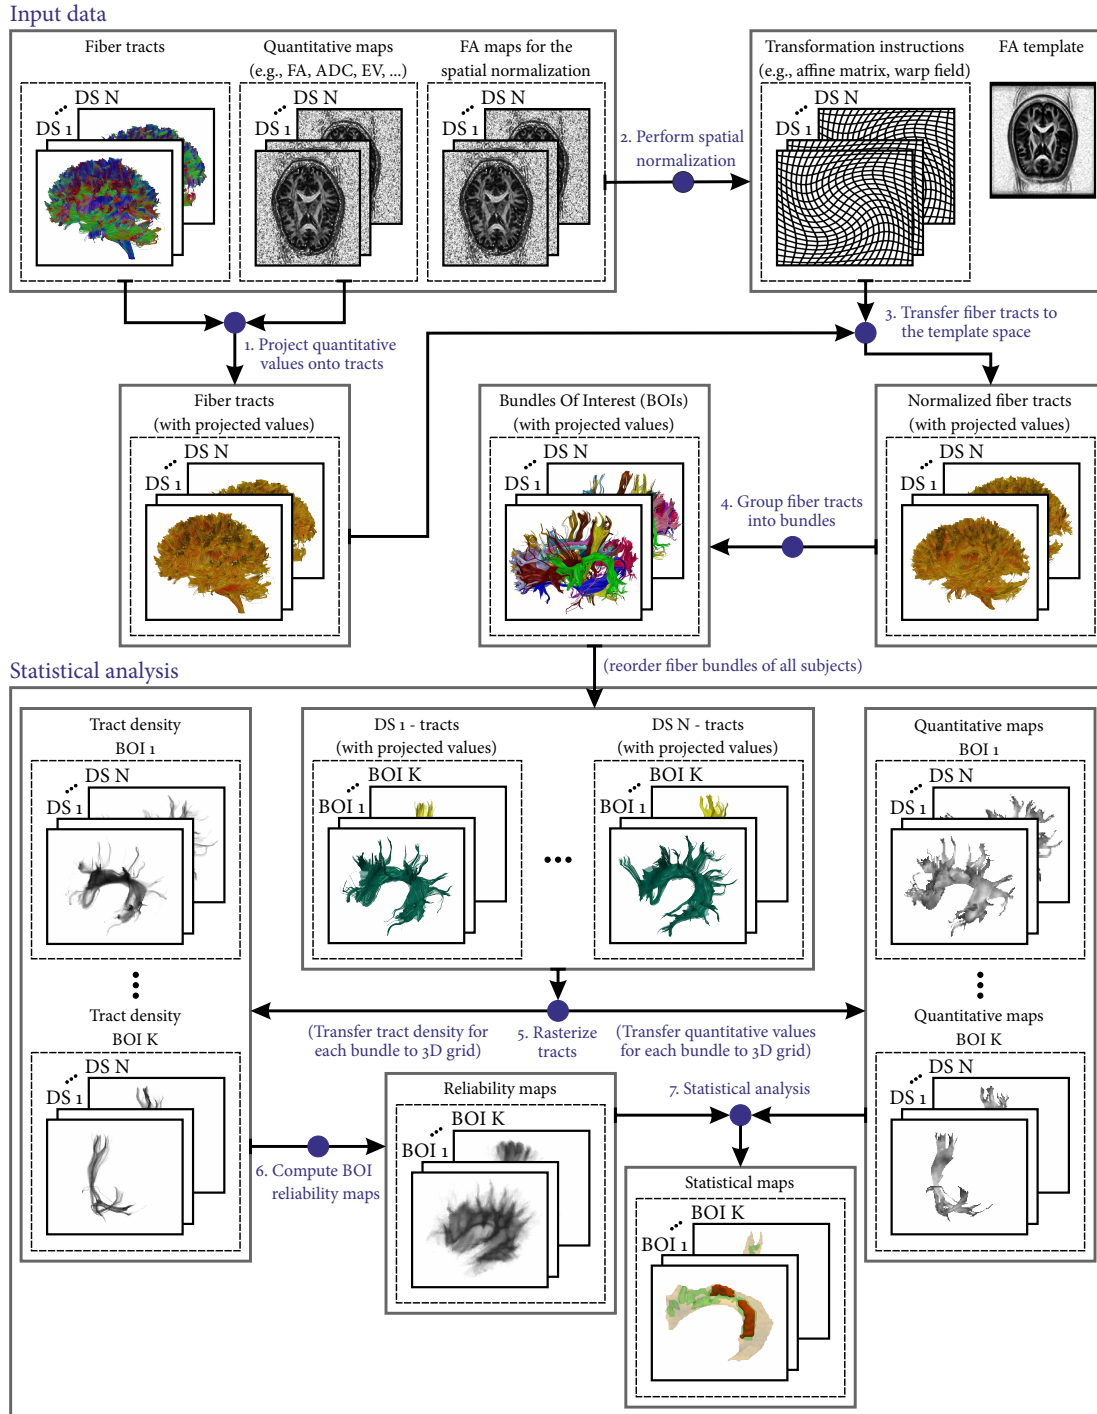 Input data
Fiber tracts
DS N
DS 1
Quantitative maps
(e.g., FA, ADC, EV, ...)
DS N
DS 1
FA maps for the
spatial normalization
DS N
DS 1
2. Perform spatial
normalization
Transformation instructions
(e.g., affine matrix, warp field)
DS N
DS 1
FA template
1. Project quantitative
values onto tracts
3. Transfer fiber tracts to
the template space
Fiber tracts
(with projected values)
DS N
DS 1
Bundles Of Interest (BOIs)
(with projected values)
DS N
DS 1
4. Group fiber tracts
into bundles
Normalized fiber tracts
(with projected values)
DS N
DS 1
(reorder fiber bundles of all subjects)
Statistical analysis
Tract density
BOI 1
DS N
DS 1
DS 1 - tracts
(with projected values)
BOI K
BOI 1
DS N - tracts
(with projected values)
BOI K
BOI 1
Quantitative maps
BOI 1
DS N
DS 1
Tract density
BOI K
DS N
DS 1
(Transfer tract density for
each bundle to 3D grid)
5. Rasterize
tracts
(Transfer quantitative values
for each bundle to 3D grid)
Quantitative maps
BOI K
DS N
DS 1
6. Compute BOI
reliability maps
Reliability maps
BOI K
BOI 1
7. Statistical analysis
Statistical maps
BOI K
BOI 1